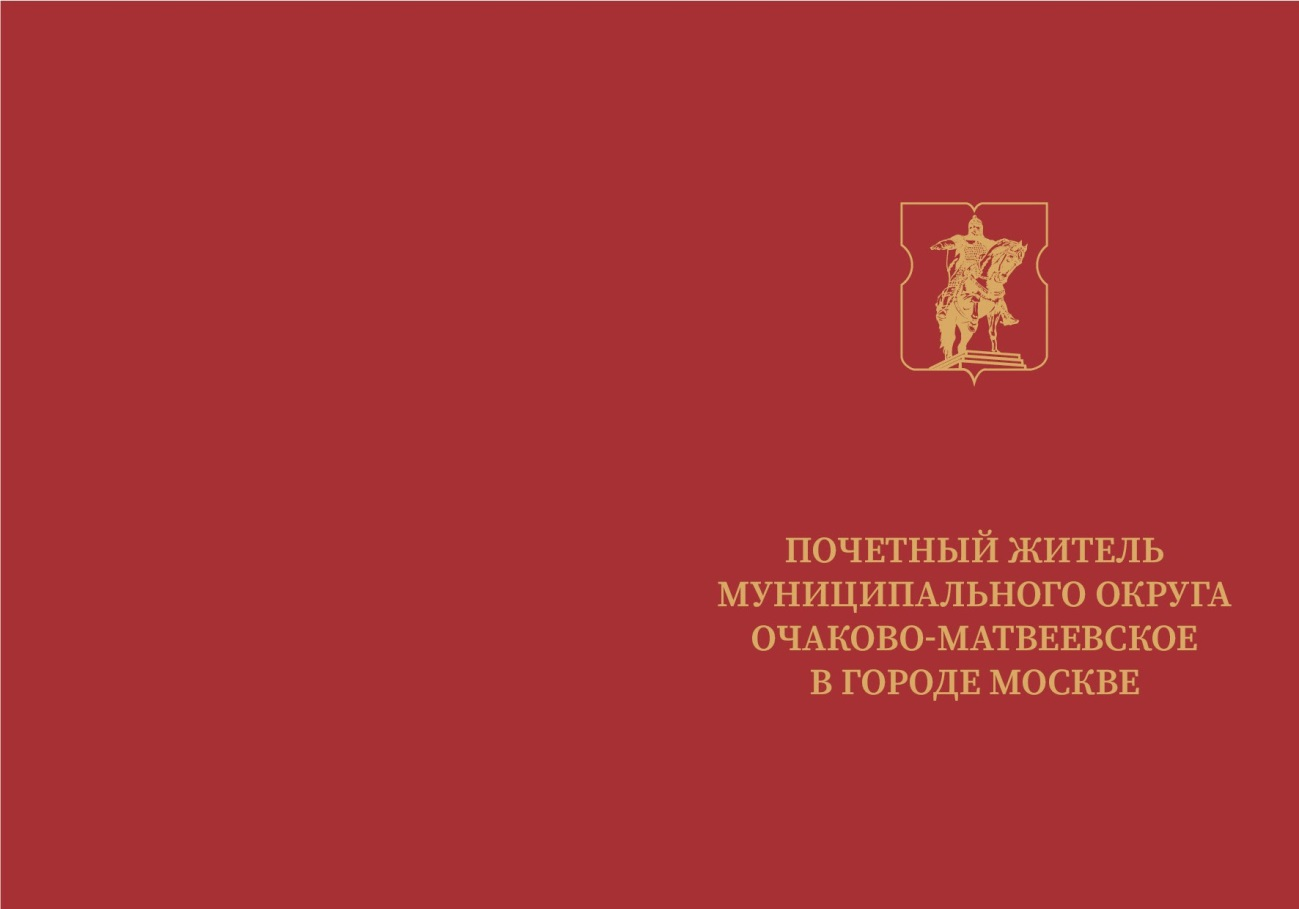 ПОЧЕТНЫЙ ЖИТЕЛЬ
МУНИЦИПАЛЬНОГО ОКРУГА
ОЧАКОВО-МАТВЕЕВСКОЕ
В ГОРОДЕ МОСКВЕ